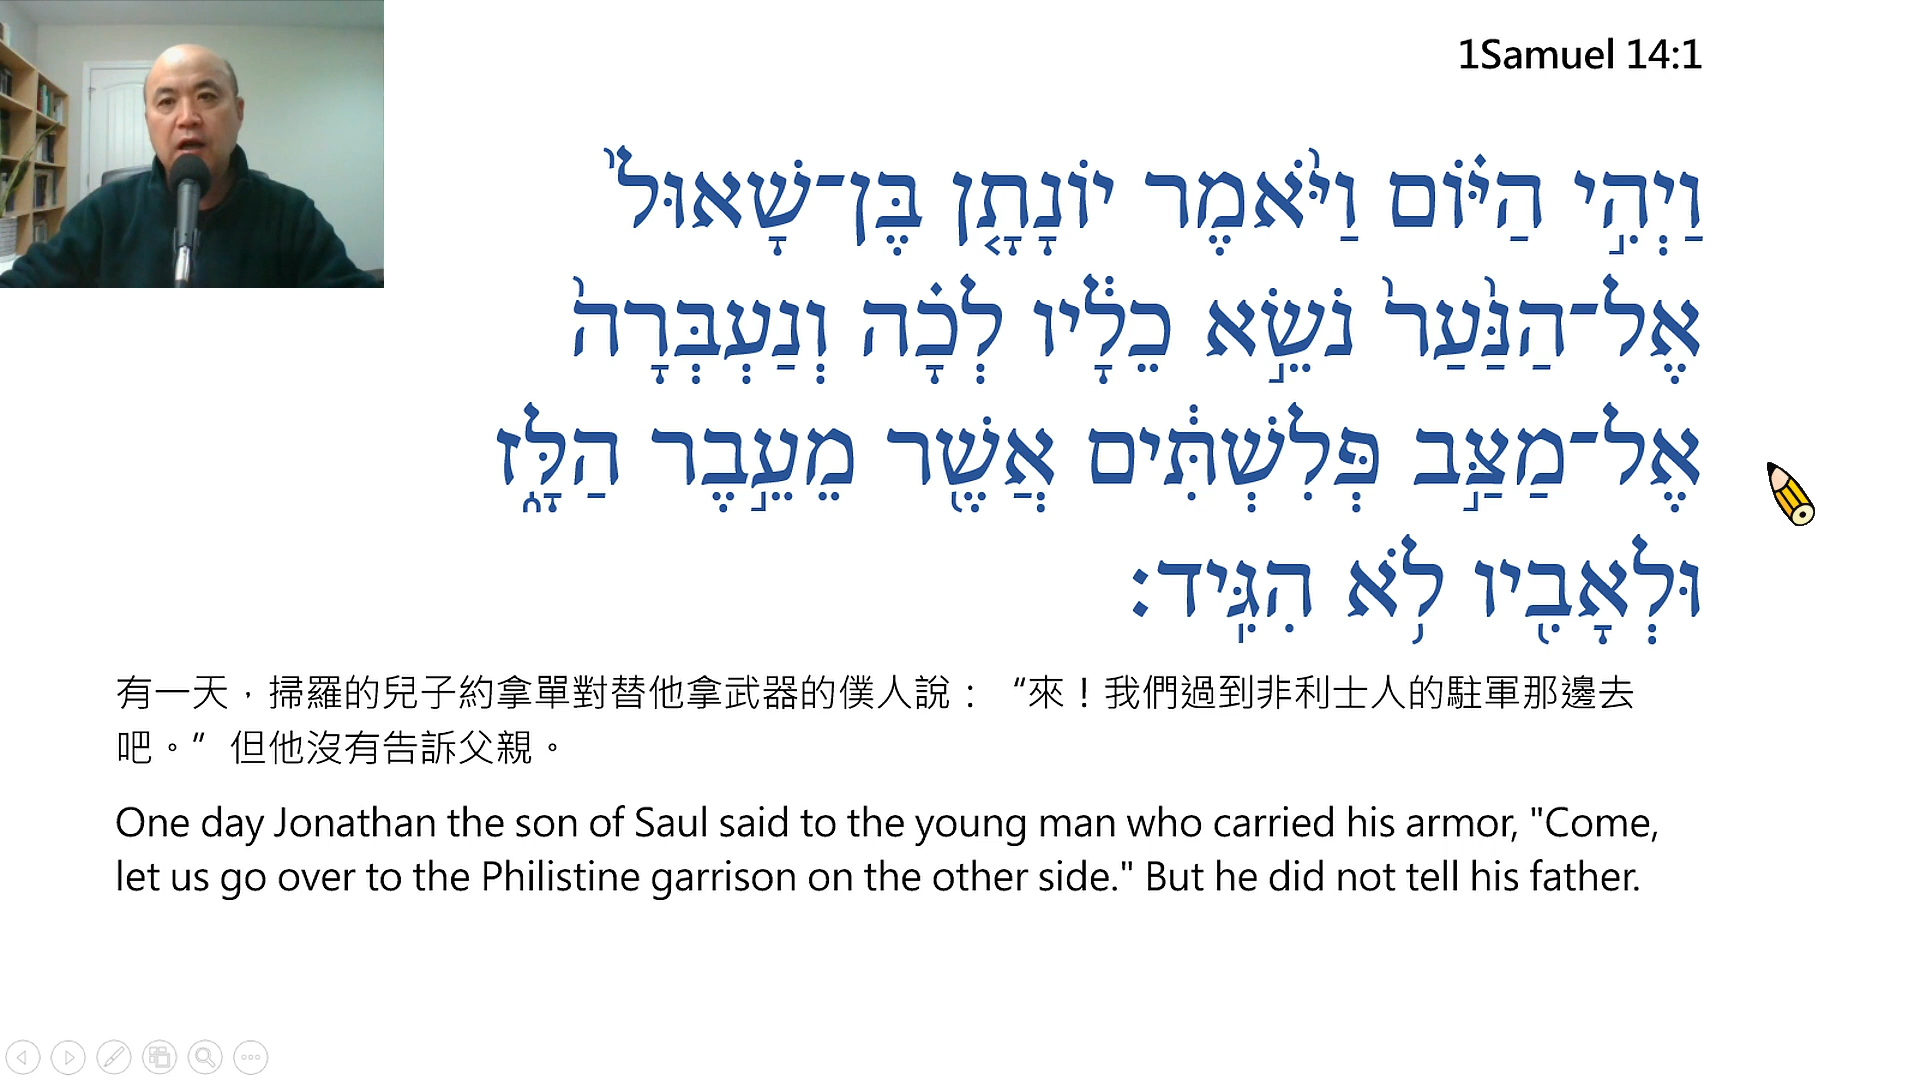 1Samuel 14:1
וַיְהִ֣י הַיּ֗וֹם וַיֹּ֨אמֶר יוֹנָתָ֤ן בֶּן־שָׁאוּל֙
אֶל־הַנַּ֙עַר֙ נֹשֵׂ֣א כֵלָ֔יו לְכָ֗ה וְנַעְבְּרָה֙
אֶל־מַצַּ֣ב פְּלִשְׁתִּ֔ים אֲשֶׁ֖ר מֵעֵ֣בֶר הַלָּ֑ז
וּלְאָבִ֖יו לֹ֥א הִגִּֽיד׃
有一天，掃羅的兒子約拿單對替他拿武器的僕人說：“來！我們過到非利士人的駐軍那邊去
吧。”但他沒有告訴父親。
One day Jonathan the son of Saul said to the young man who carried his armor, "Come,
let us go over to the Philistine garrison on the other side." But he did not tell his father.